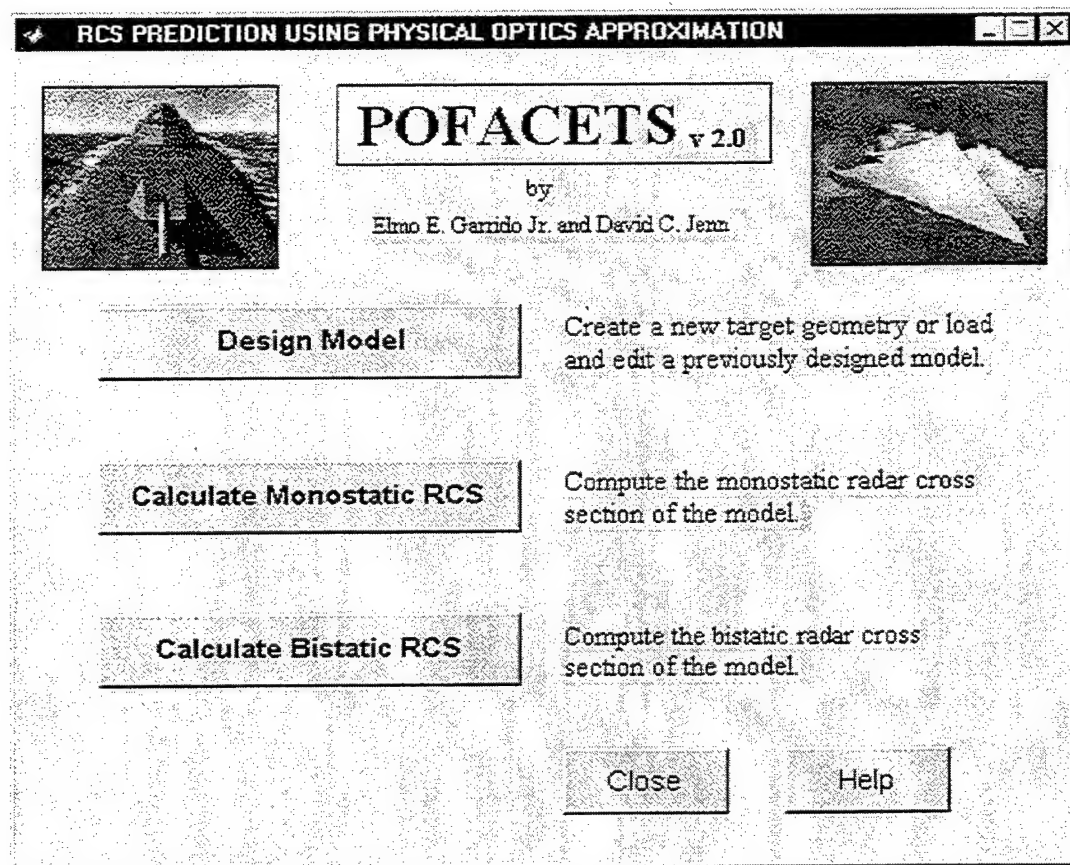 RCS PREDICTION USING PHYSICAL OPTICS APPROXIMATION
POFACETS v 2.0
by
Elmo E. Garrido Jr. and David C. Jenn
Design Model
Create a new target geometry or load
and edit a previously designed model.
Calculate Monostatic RCS
Compute the monostatic radar cross
section of the model.
Calculate Bistatic RCS
Compute the bistatic radar cross
section of the model.
Close
Help